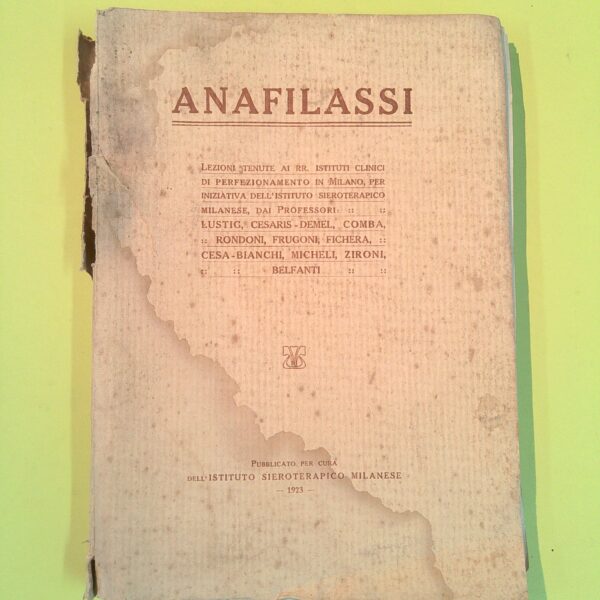 ANAFILASSI
LEZIONI TENUTE AI RR. ISTITUTI CLINICI
DI PERFEZIONAMENTO IN MILANO, PER
INIZIATIVA DELL'ISTITUTO SIEROTERAPICO
MILANESE, DAI PROFESSORI :: ::
LUSTIG, CESARIS-DEMEL, COMBA,
:: RONDONI, FRUGONI, FICHERA, ::
CESA-BIANCHI, MICHELI, ZIRONI,
:: :: BELFANTI :: ::
PUBBLICATO PER CURA
DELL'ISTITUTO SIEROTERAPICO MILANESE
— 1923 —